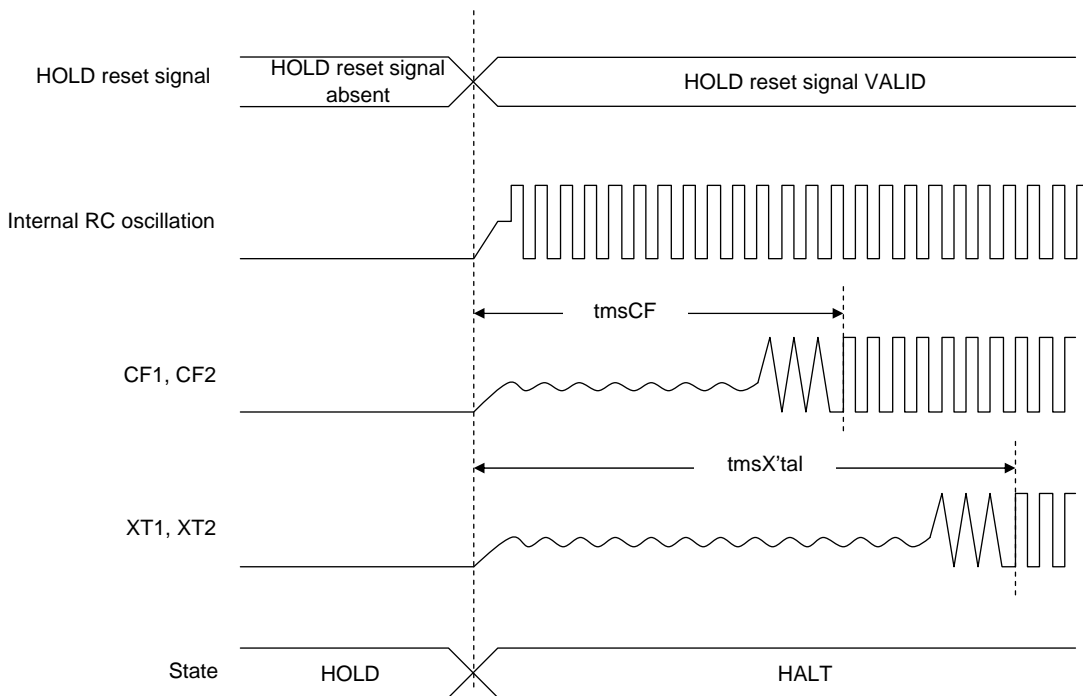 HOLD reset signal
HOLD reset signal
absent
HOLD reset signal VALID
Internal RC oscillation
tmsCF
CF1, CF2
tmsX'tal
XT1, XT2
State
HOLD
HALT